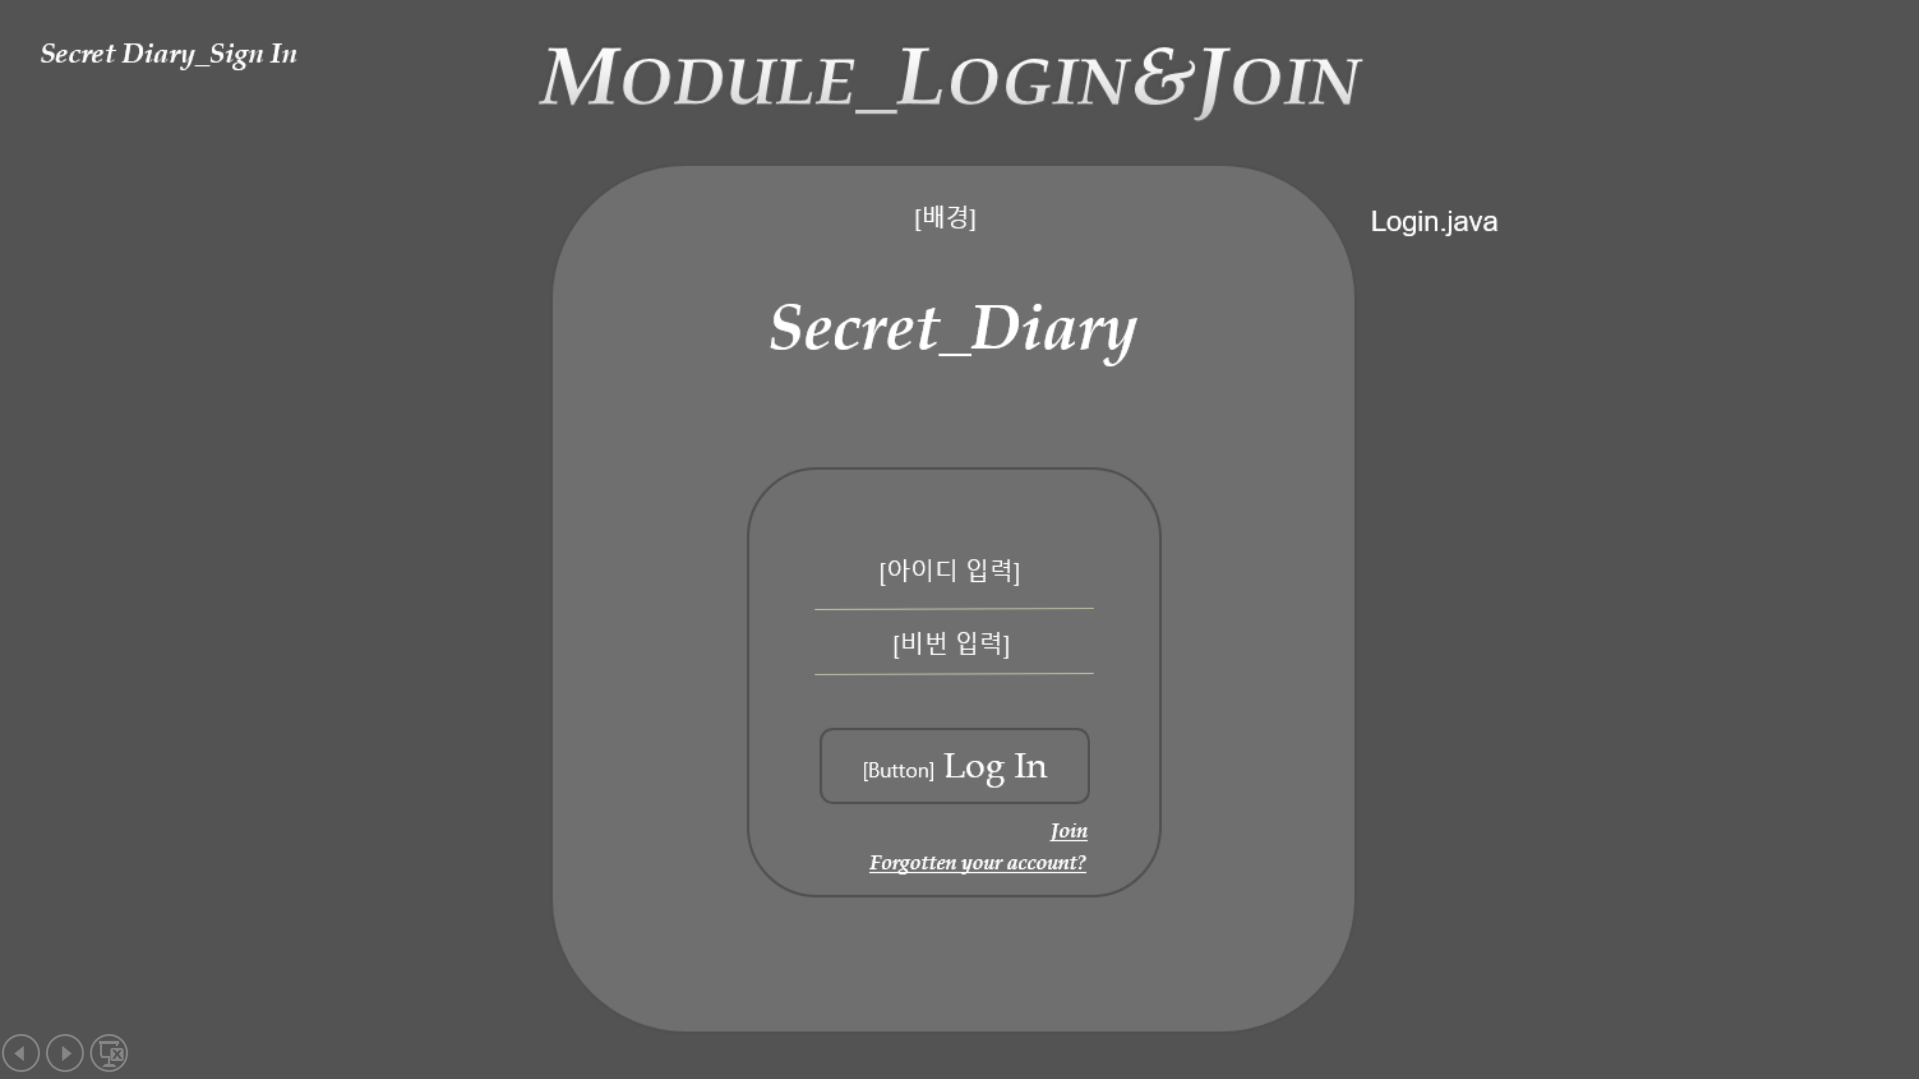 Secret Diary_Sign In
MODULE_LOGIN&JOIN
[배경]
Login.java
Secret_Diary
[아이디 입력]
[비번 입력]
[Button] Log In
Join
Forgotten your account?